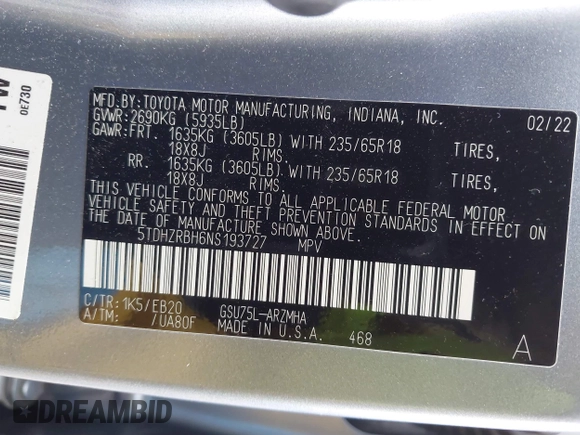 MFD.BY:TOYOTA MOTOR MANUFACTURING, INDIANA, INC. 02/22
GVWR:2690KG (5935LB)
GAWR:FRT. 1635KG (3605LB) WITH 235/65R18 TIRES,
18X8J RIMS.
RR. 1635KG (3605LB) WITH 235/65R18 TIRES,
18X8J RIMS.
THIS VEHICLE CONFORMS TO ALL APPLICABLE FEDERAL MOTOR
VEHICLE SAFETY AND THEFT PREVENTION STANDARDS IN EFFECT ON
THE DATE OF MANUFACTURE SHOWN ABOVE.
5TDHZRBH6NS193727 MPV
C/TR:1K5/EB20 GSU75L-ARZMHA
A/TM: /UA80F MADE IN U.S.A. 468 A
0E730
DREAMBID